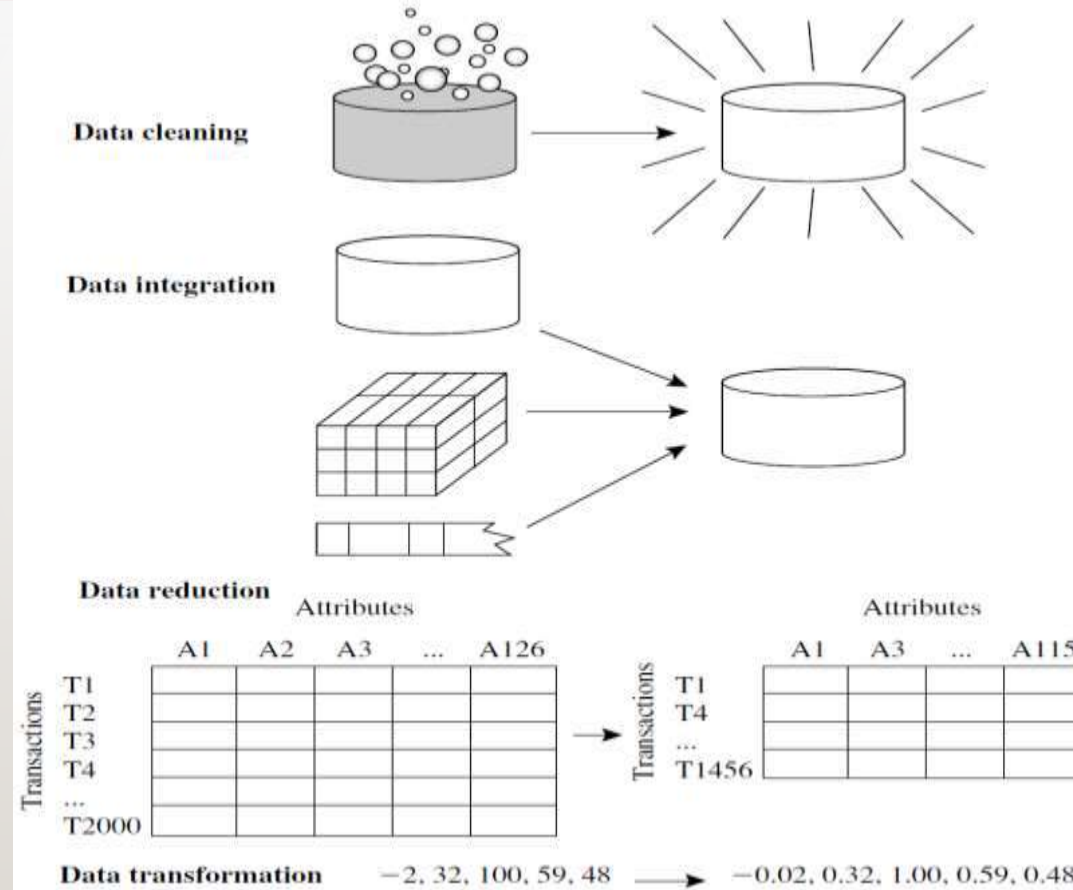 Data cleaning
Data integration
Data reduction
Attributes
A1 A2 A3 ... A126
Transactions
T1
T2
T3
T4
...
T2000
Attributes
A1 A3 ... A115
Transactions
T1
T4
...
T1456
Data transformation −2, 32, 100, 59, 48 −0.02, 0.32, 1.00, 0.59, 0.48